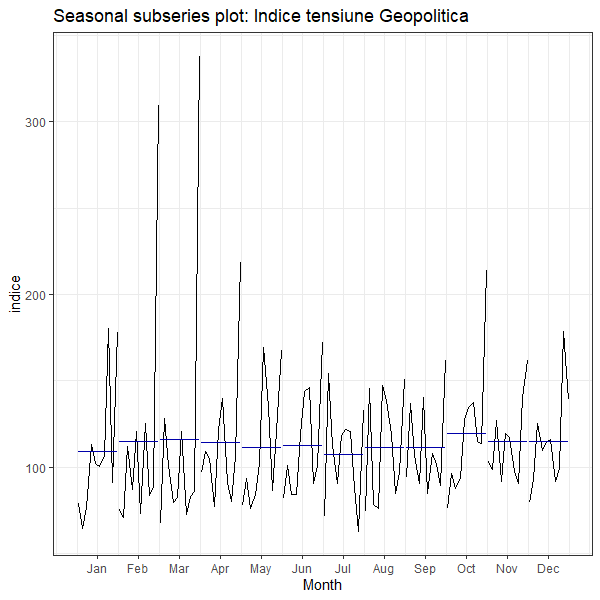 Seasonal subseries plot: Indice tensiune Geopolitica
300
200
100
indice
Jan Feb Mar Apr May Jun Jul Aug Sep Oct Nov Dec
Month